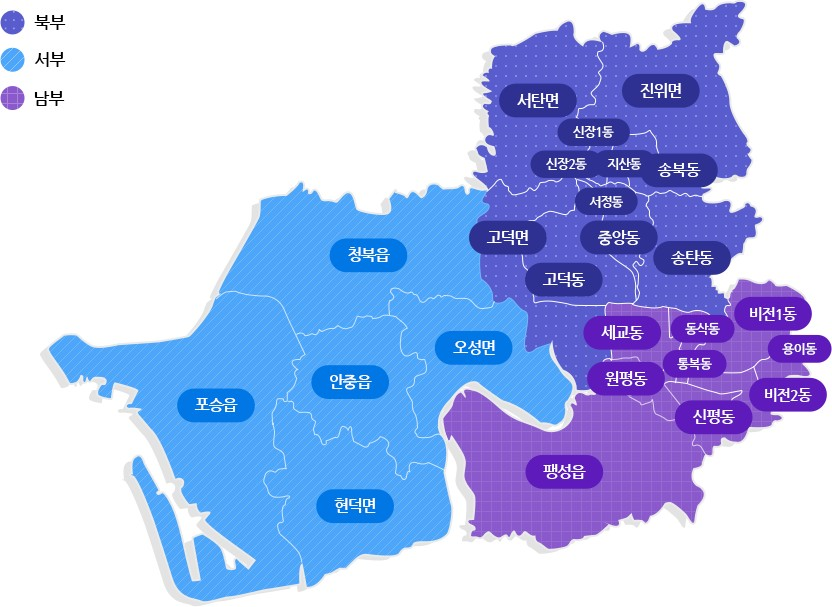 북부
서부
남부
서탄면
진위면
신장1동
신장2동
지산동
송북동
서정동
고덕면
중앙동
송탄동
고덕동
청북읍
비전1동
세교동
동삭동
오성면
용이동
통복동
원평동
안중읍
비전2동
포승읍
신평동
팽성읍
현덕면